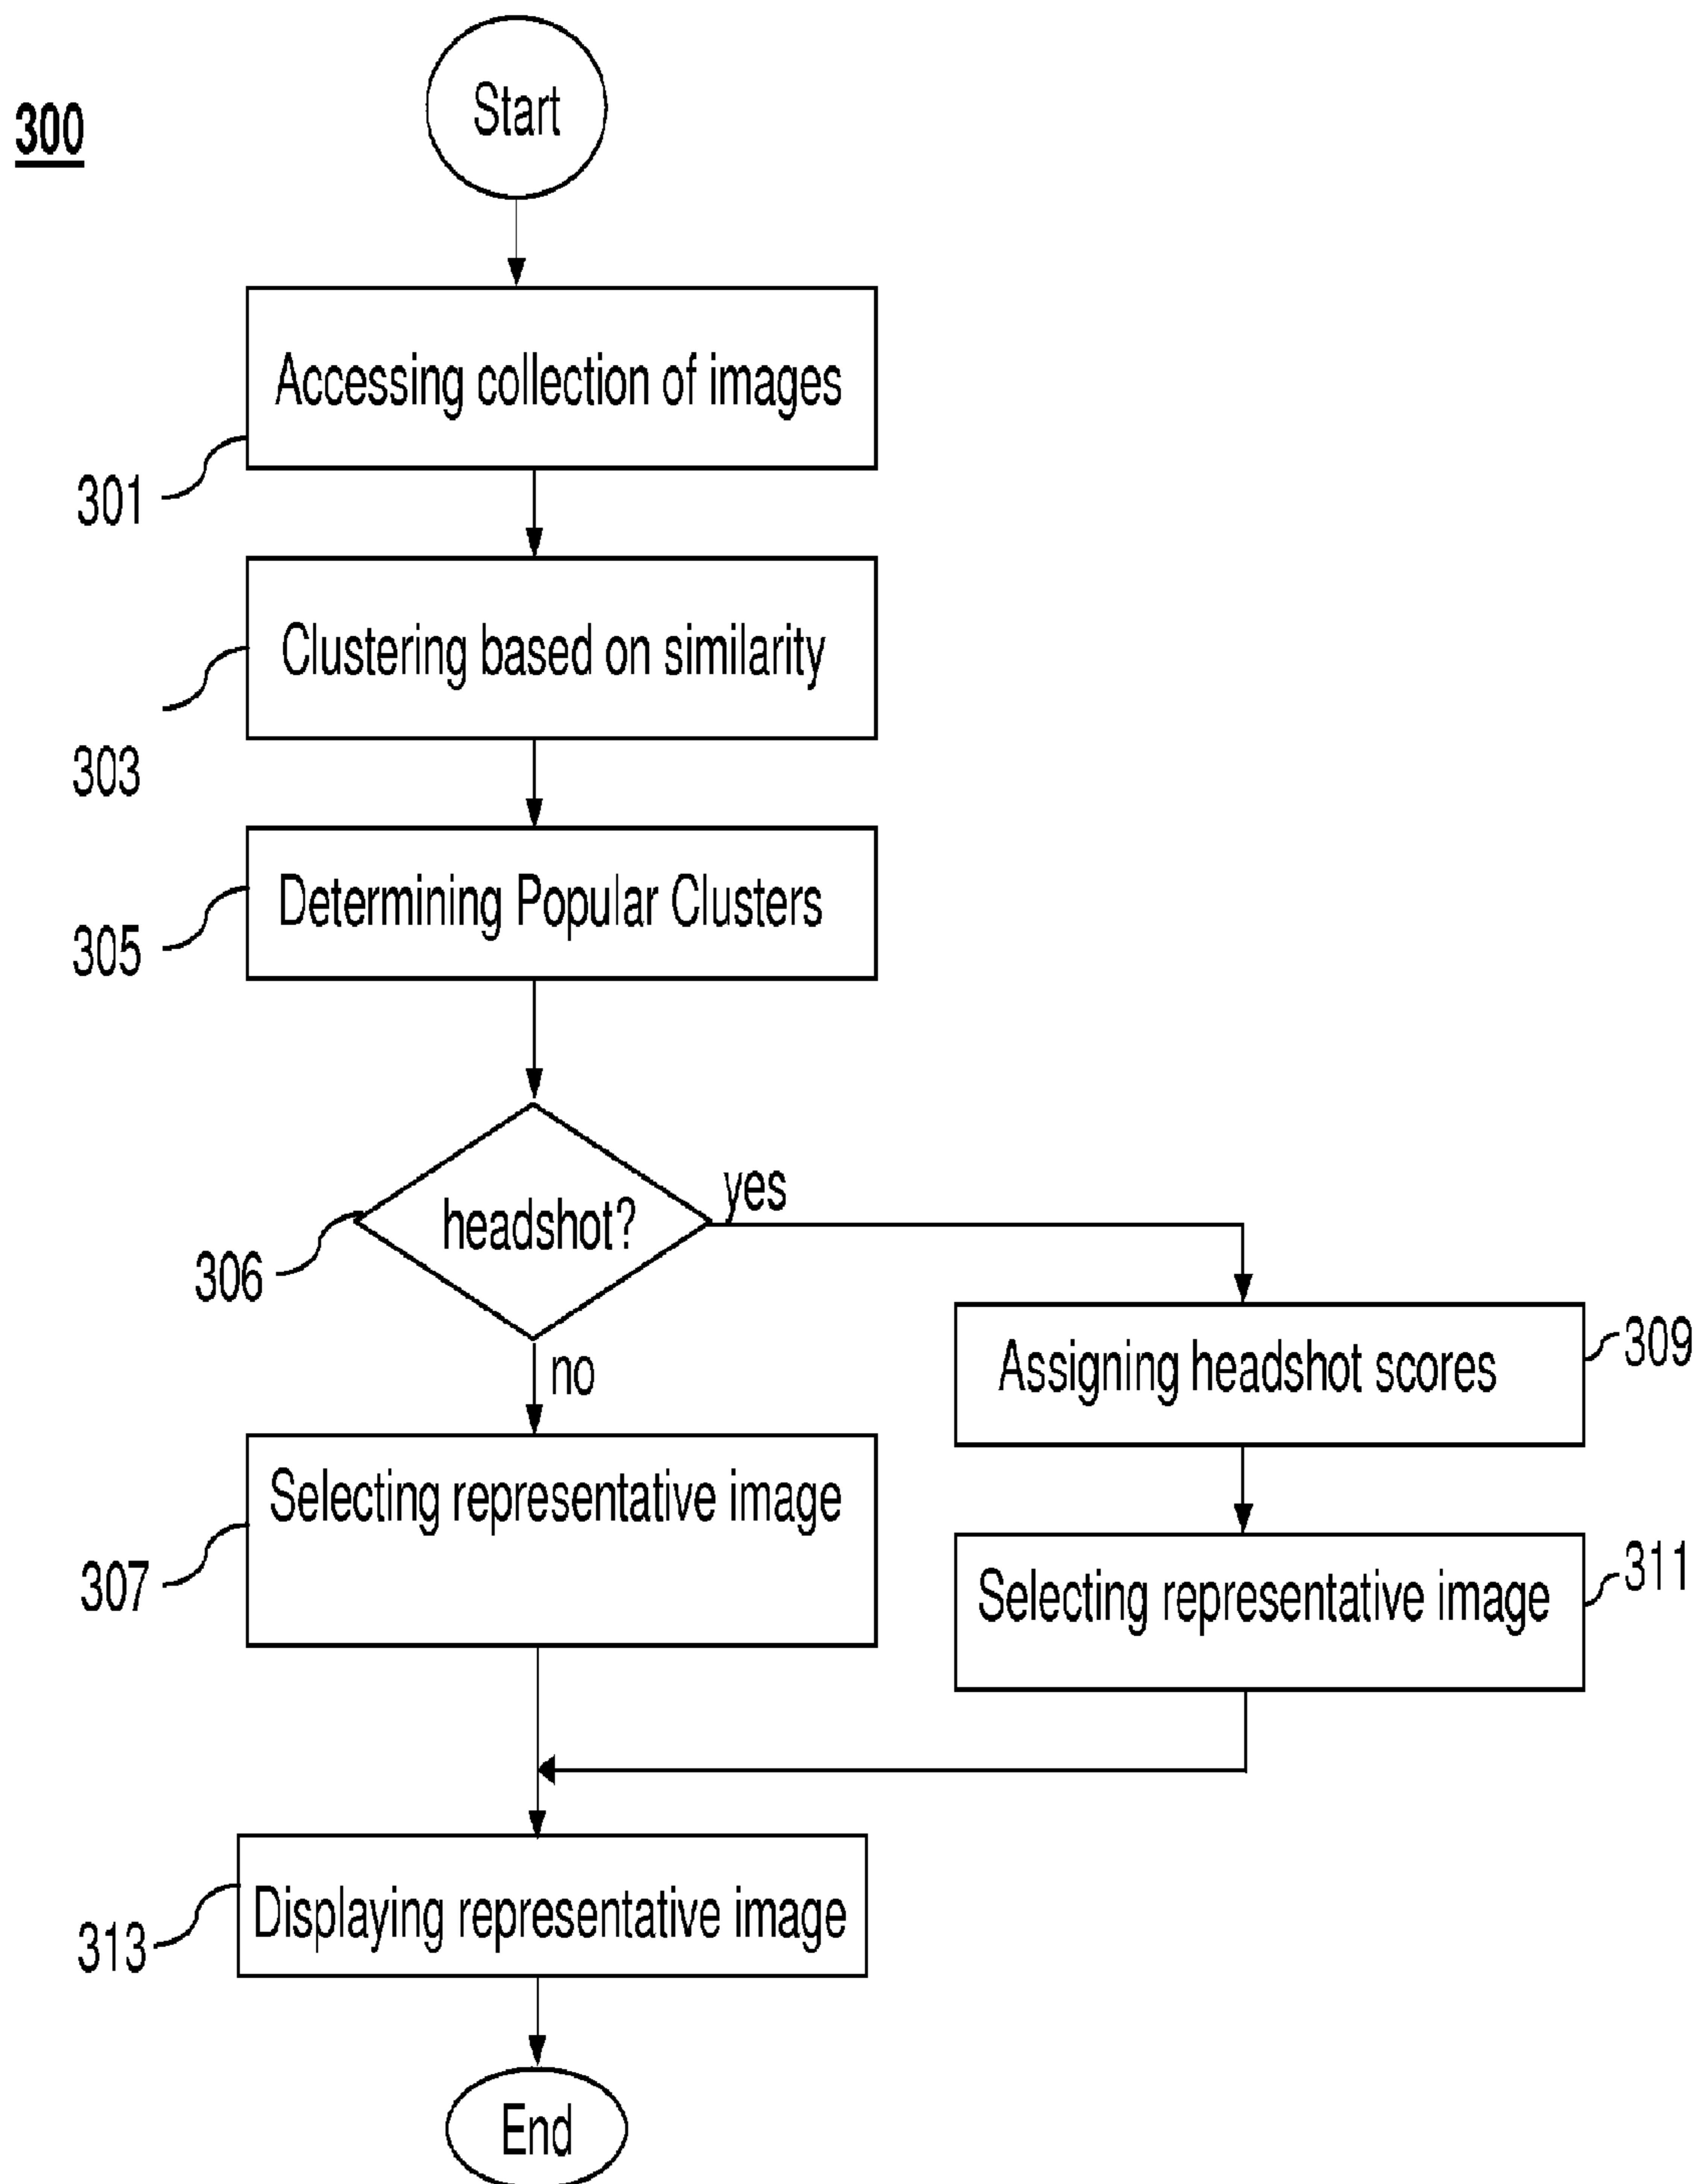 300
Start
Accessing collection of images
301
Clustering based on similarity
303
Determining Popular Clusters
305
headshot?
yes
306
no
Assigning headshot scores
309
Selecting representative image
307
Selecting representative image
311
Displaying representative image
313
End